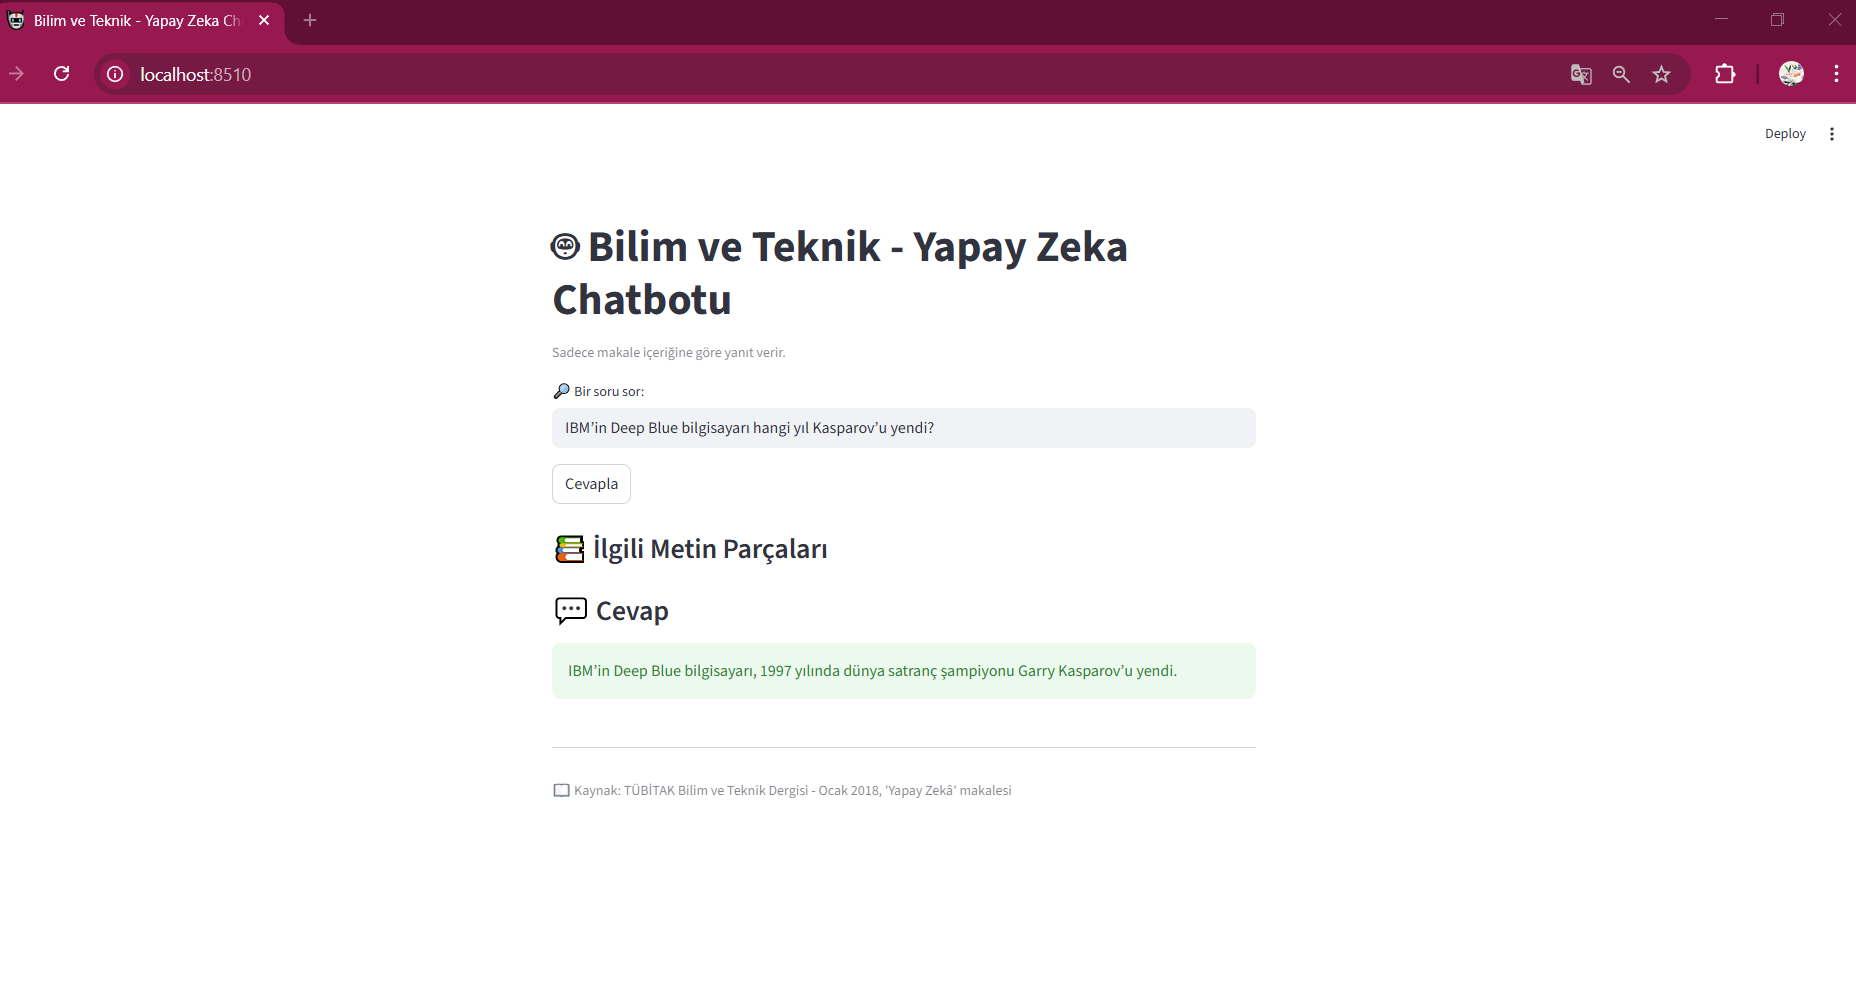 Bilim ve Teknik - Yapay Zeka Ch
localhost:8510
Deploy
Bilim ve Teknik - Yapay Zeka
Chatbotu
Sadece makale içeriğine göre yanıt verir.
Bir soru sor:
IBM’in Deep Blue bilgisayarı hangi yıl Kasparov’u yendi?
Cevapla
İlgili Metin Parçaları
Cevap
IBM’in Deep Blue bilgisayarı, 1997 yılında dünya satranç şampiyonu Garry Kasparov’u yendi.
Kaynak: TÜBİTAK Bilim ve Teknik Dergisi - Ocak 2018, 'Yapay Zekâ' makalesi